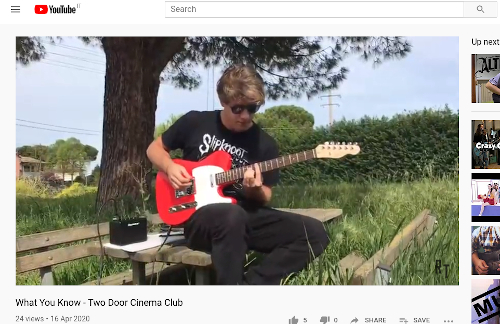 YouTube
IT
Search
Up next
Slipknot
What You Know - Two Door Cinema Club
24 views • 16 Apr 2020
5
0
SHARE
SAVE